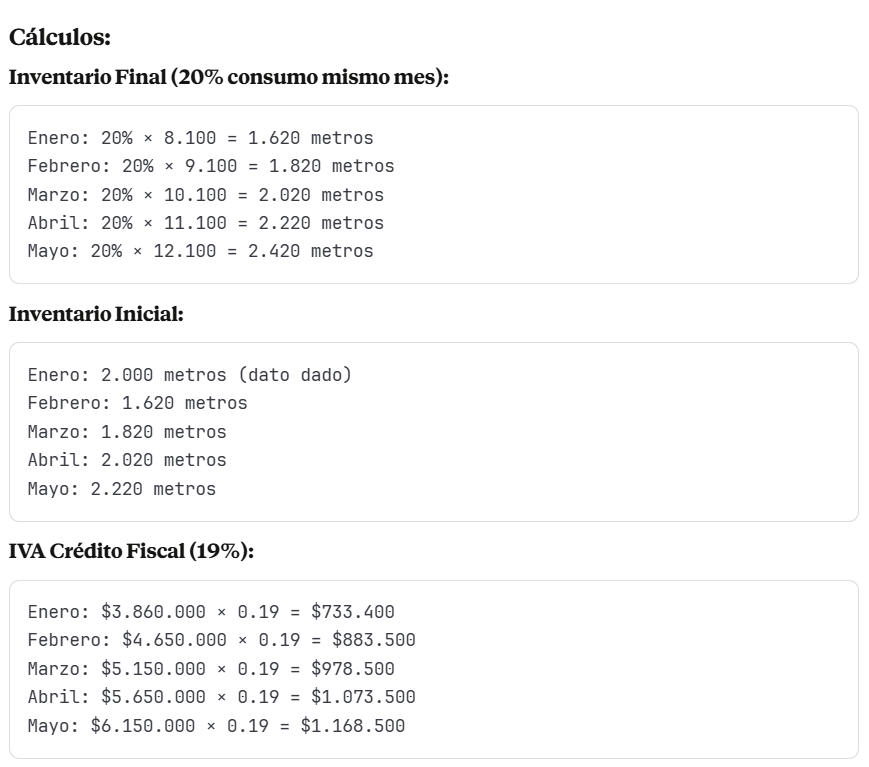 Cálculos:
Inventario Final (20% consumo mismo mes):
Enero: 20% × 8.100 = 1.620 metros
Febrero: 20% × 9.100 = 1.820 metros
Marzo: 20% × 10.100 = 2.020 metros
Abril: 20% × 11.100 = 2.220 metros
Mayo: 20% × 12.100 = 2.420 metros
Inventario Inicial:
Enero: 2.000 metros (dato dado)
Febrero: 1.620 metros
Marzo: 1.820 metros
Abril: 2.020 metros
Mayo: 2.220 metros
IVA Crédito Fiscal (19%):
Enero: $3.860.000 × 0.19 = $733.400
Febrero: $4.650.000 × 0.19 = $883.500
Marzo: $5.150.000 × 0.19 = $978.500
Abril: $5.650.000 × 0.19 = $1.073.500
Mayo: $6.150.000 × 0.19 = $1.168.500